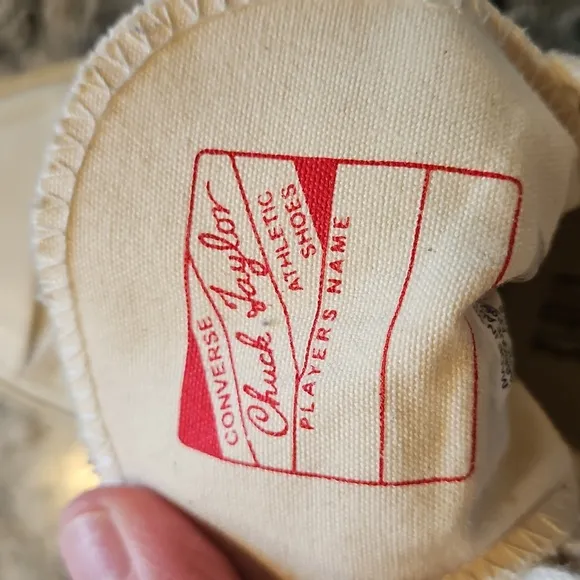 CONVERSE
Chuck Taylor
ATHLETIC
SHOES
PLAYERS NAME